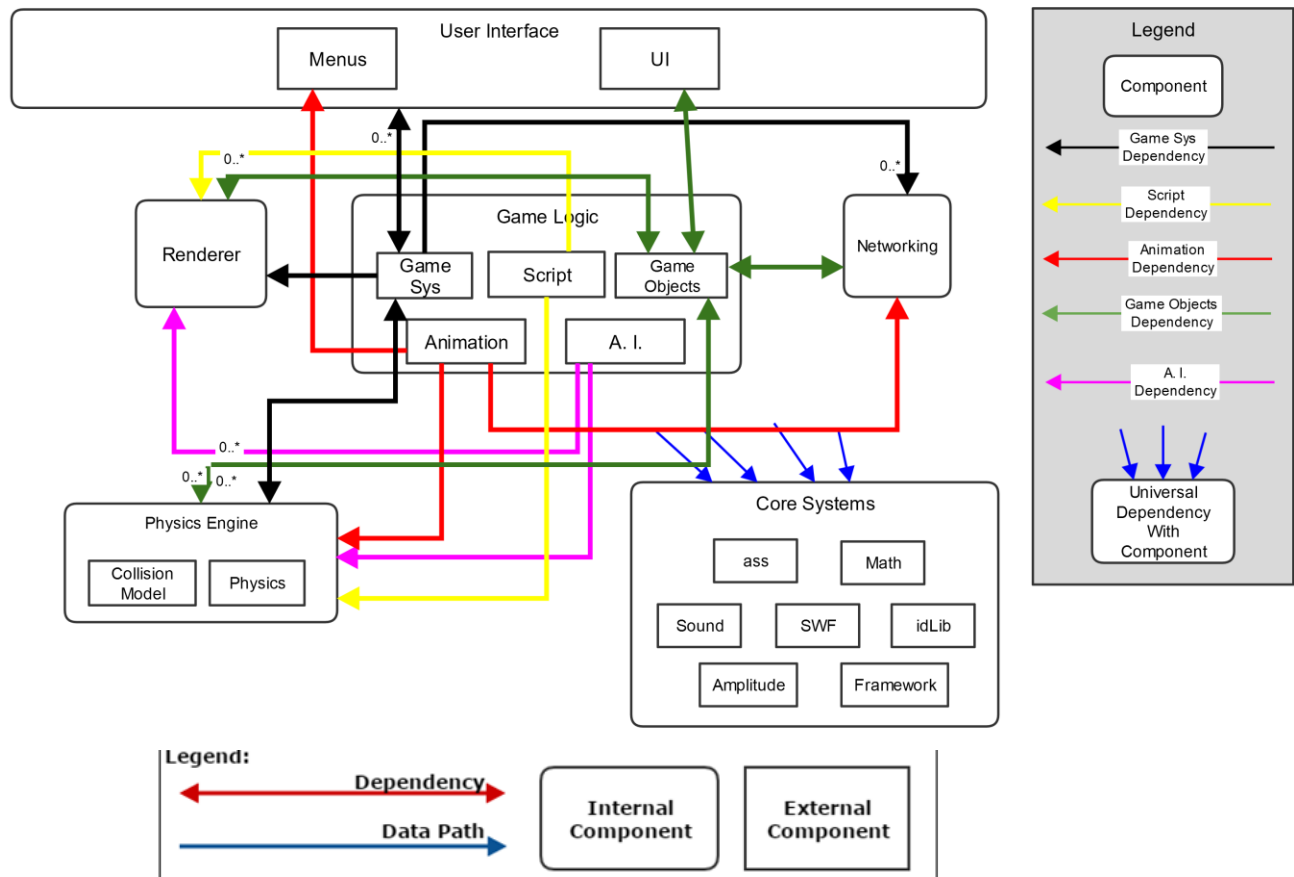 User Interface
Menus
UI
0..*
0..*
0..*
Game Logic
Renderer
Game
Sys
Script
Game
Objects
Networking
Animation
A. I.
0..*
0..*
0..*
Physics Engine
Collision
Model
Physics
Core Systems
ass
Math
Sound
SWF
idLib
Amplitude
Framework
Legend
Component
Game Sys
Dependency
Script
Dependency
Animation
Dependency
Game Objects
Dependency
A. I.
Dependency
Universal
Dependency
With
Component
Legend:
Dependency
Data Path
Internal
Component
External
Component